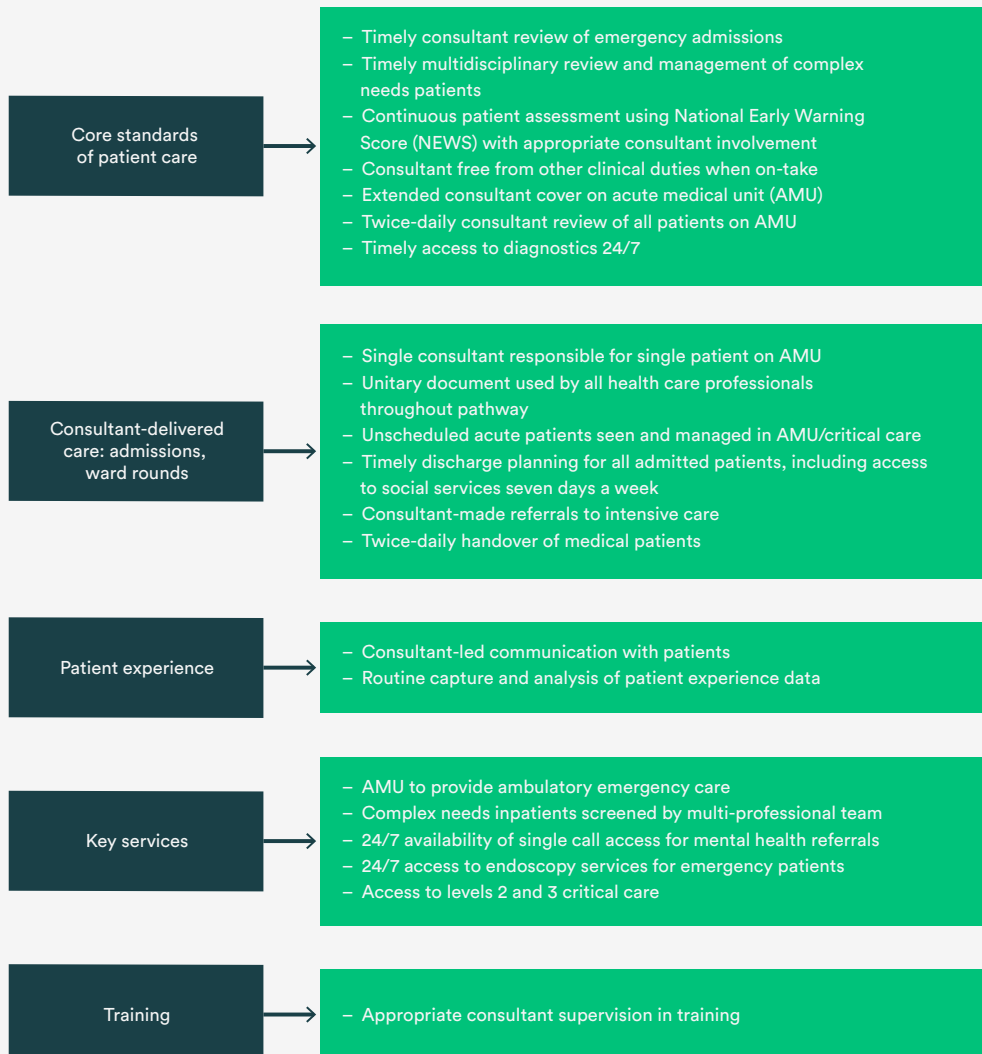 Core standards
of patient care
– Timely consultant review of emergency admissions
– Timely multidisciplinary review and management of complex
needs patients
– Continuous patient assessment using National Early Warning
Score (NEWS) with appropriate consultant involvement
– Consultant free from other clinical duties when on-take
– Extended consultant cover on acute medical unit (AMU)
– Twice-daily consultant review of all patients on AMU
– Timely access to diagnostics 24/7
Consultant-delivered
care: admissions,
ward rounds
– Single consultant responsible for single patient on AMU
– Unitary document used by all health care professionals
throughout pathway
– Unscheduled acute patients seen and managed in AMU/critical care
– Timely discharge planning for all admitted patients, including access
to social services seven days a week
– Consultant-made referrals to intensive care
– Twice-daily handover of medical patients
Patient experience
– Consultant-led communication with patients
– Routine capture and analysis of patient experience data
Key services
– AMU to provide ambulatory emergency care
– Complex needs inpatients screened by multi-professional team
– 24/7 availability of single call access for mental health referrals
– 24/7 access to endoscopy services for emergency patients
– Access to levels 2 and 3 critical care
Training
– Appropriate consultant supervision in training